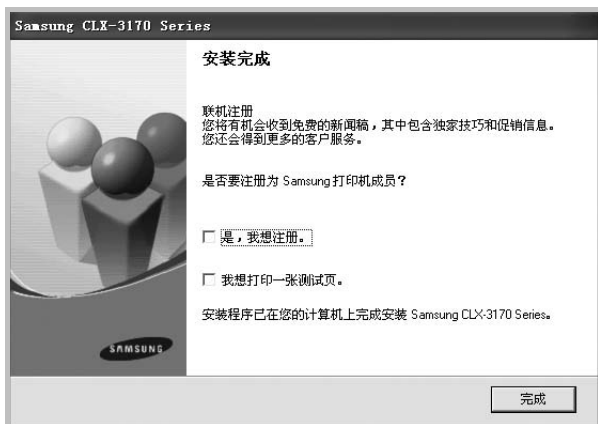 Samsung CLX-3170 Series
安装完成
联机注册
您将有机会收到免费的新闻稿，其中包含独家技巧和促销信息。
您还会得到更多的客户服务。
是否要注册为 Samsung 打印机成员？
是，我想注册。
我想打印一张测试页。
安装程序已在您的计算机上完成安装 Samsung CLX-3170 Series。
SAMSUNG
完成